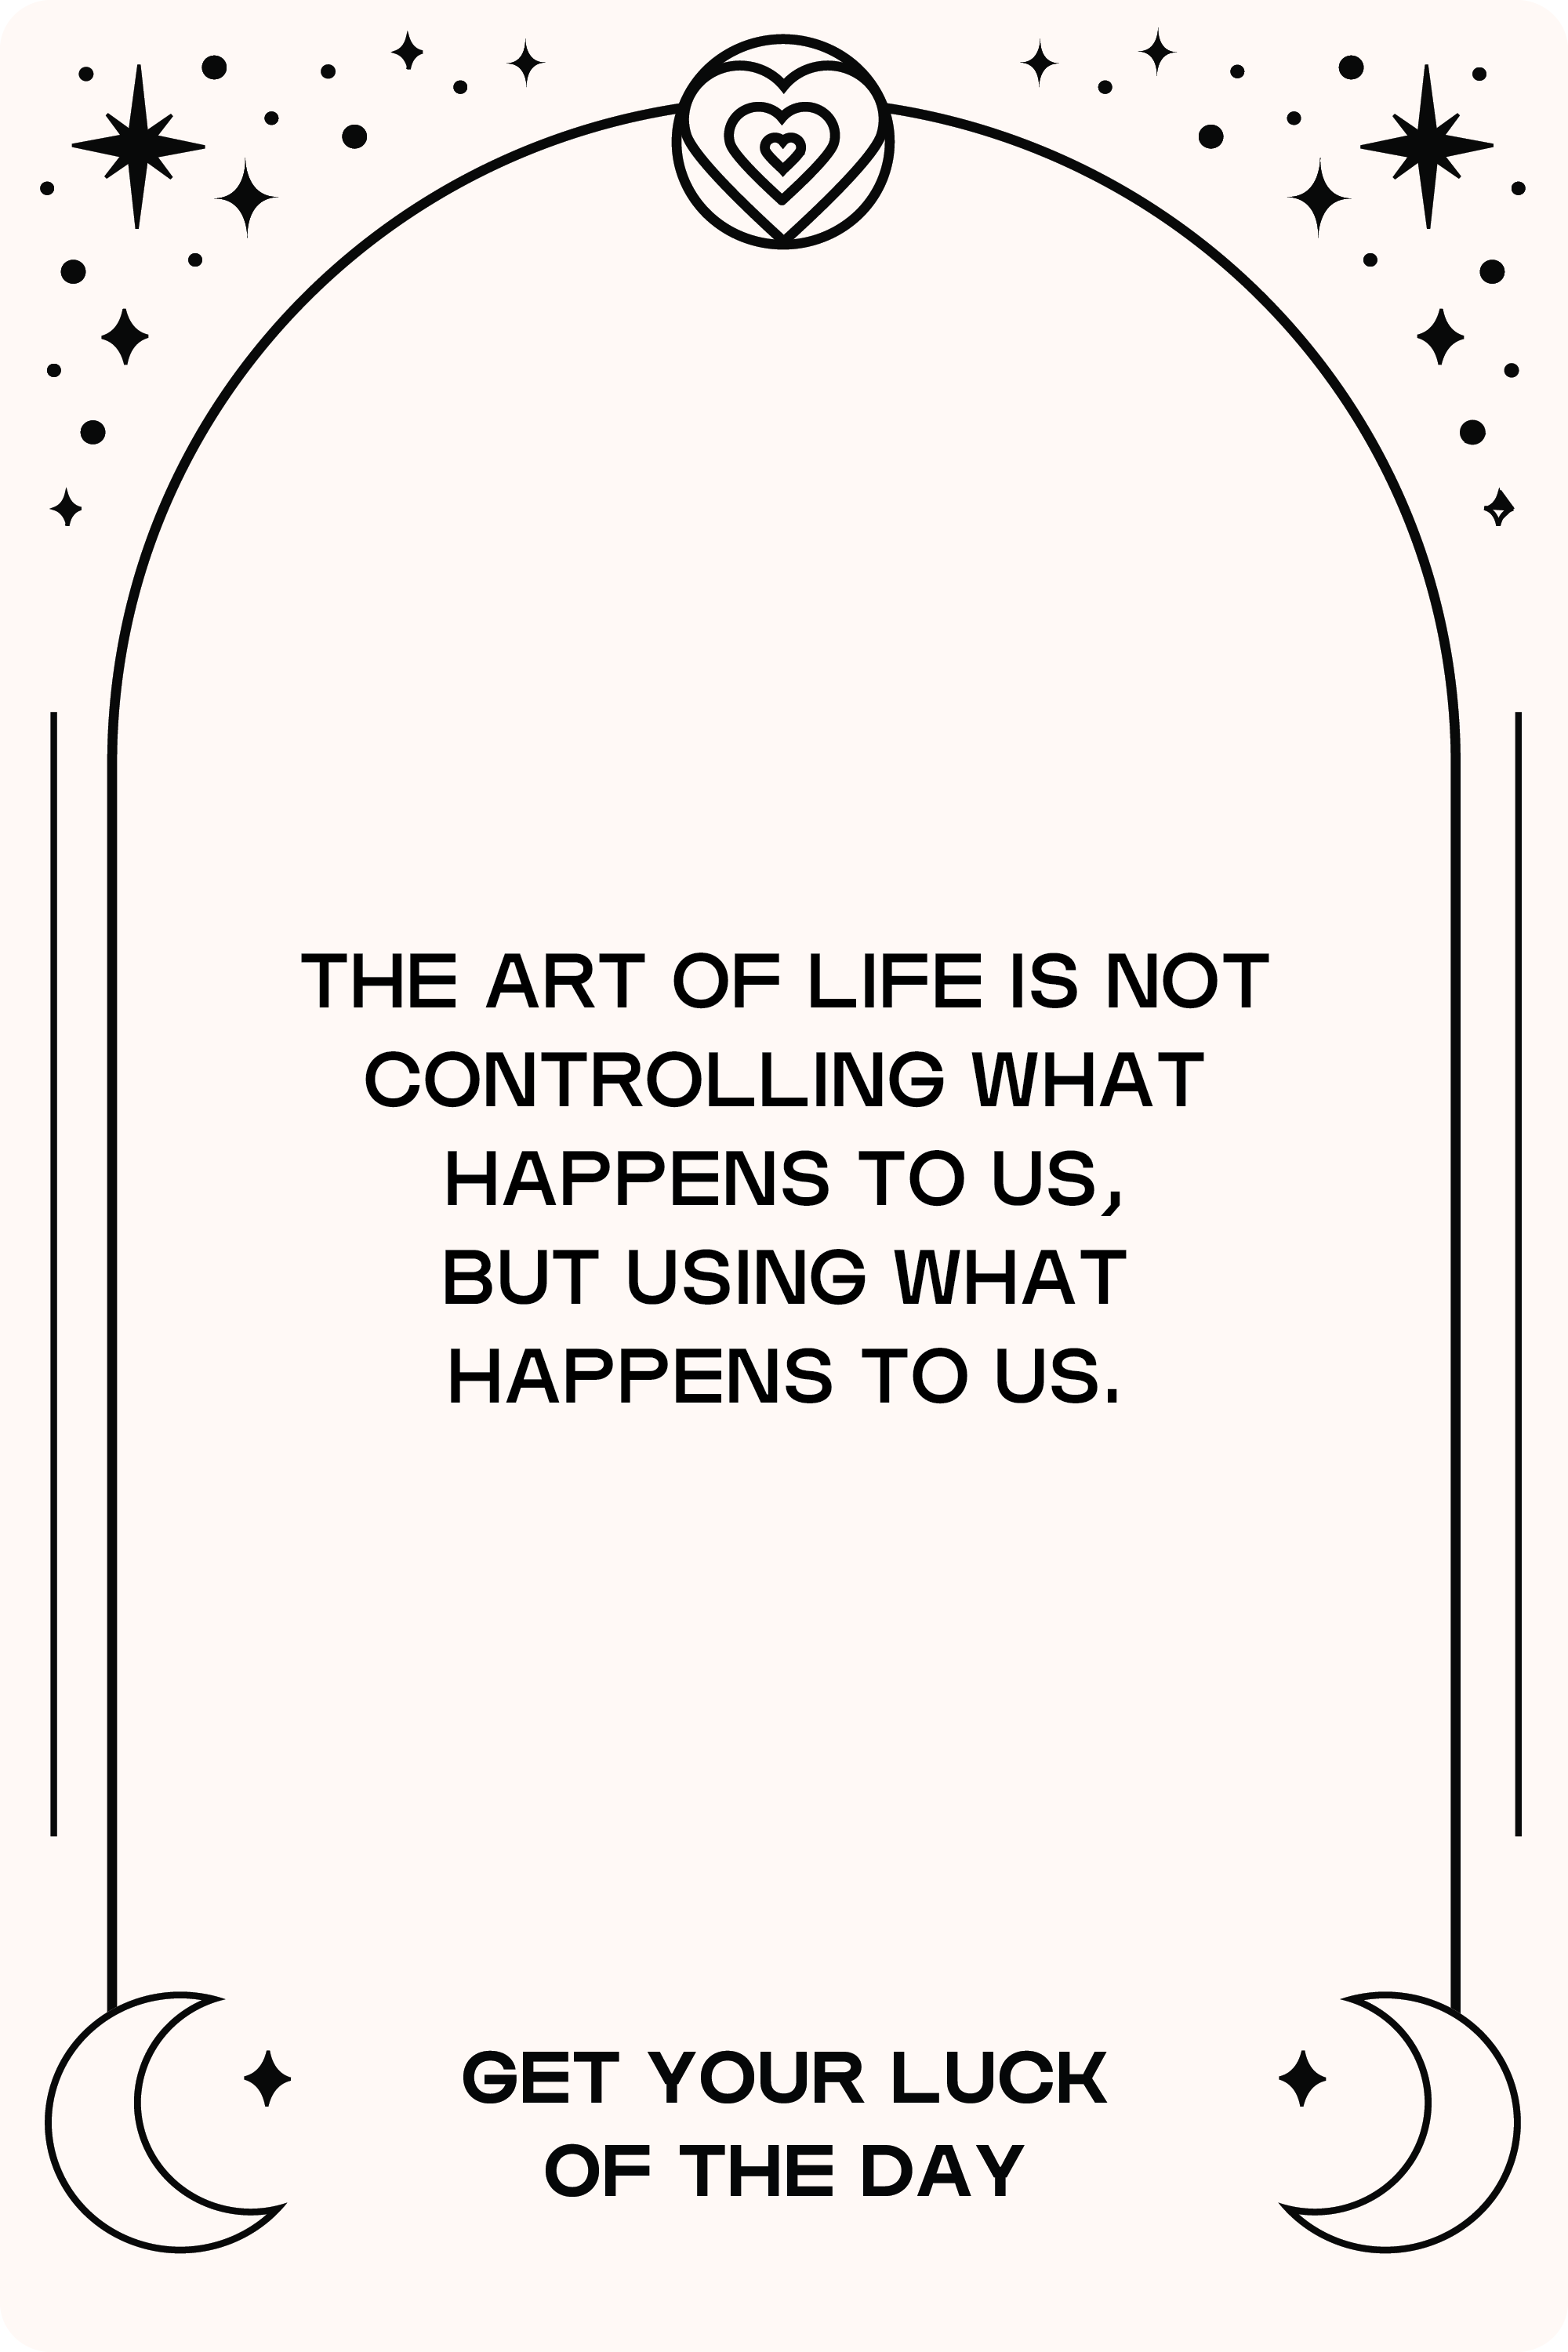 THE ART OF LIFE IS NOT
CONTROLLING WHAT
HAPPENS TO US,
BUT USING WHAT
HAPPENS TO US.
GET YOUR LUCK
OF THE DAY